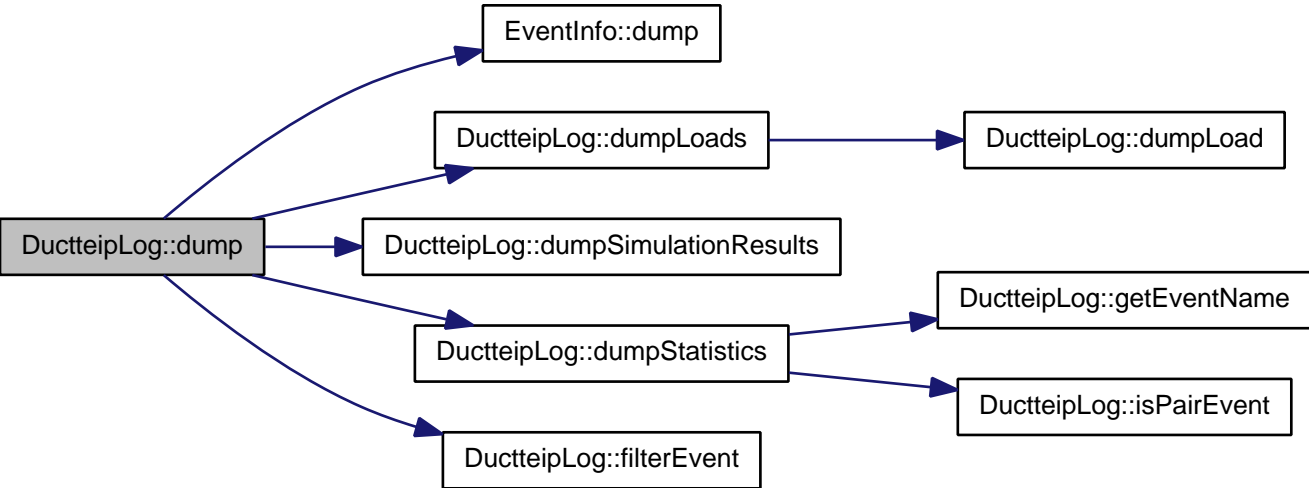 EventInfo::dump
DuctteipLog::dumpLoads
DuctteipLog::dumpLoad
DuctteipLog::dump
DuctteipLog::dumpSimulationResults
DuctteipLog::getEventName
DuctteipLog::dumpStatistics
DuctteipLog::isPairEvent
DuctteipLog::filterEvent